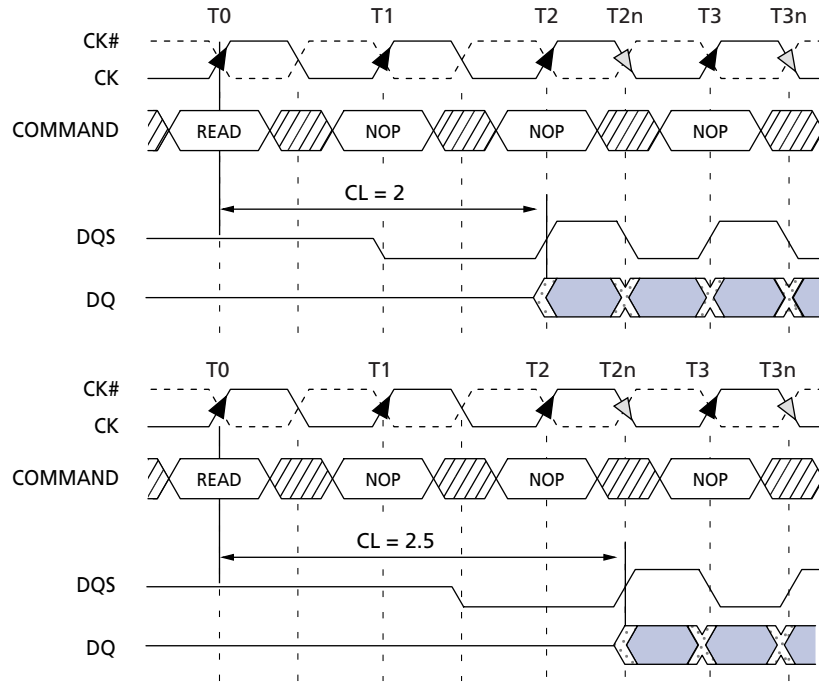 T0 T1 T2 T2n T3 T3n
CK#
CK
COMMAND READ NOP NOP NOP
CL = 2
DQS
DQ
T0 T1 T2 T2n T3 T3n
CK#
CK
COMMAND READ NOP NOP NOP
CL = 2.5
DQS
DQ